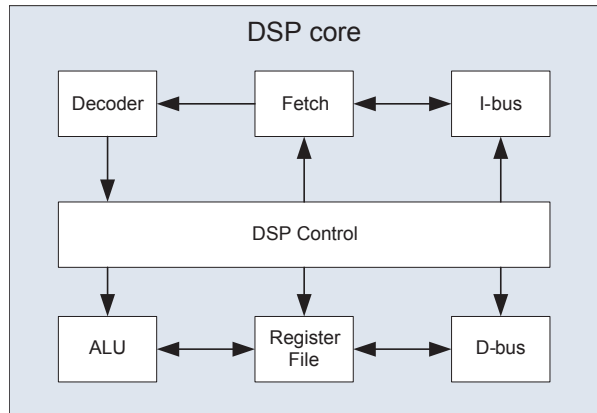 DSP core
Decoder
Fetch
I-bus
DSP Control
ALU
Register
File
D-bus